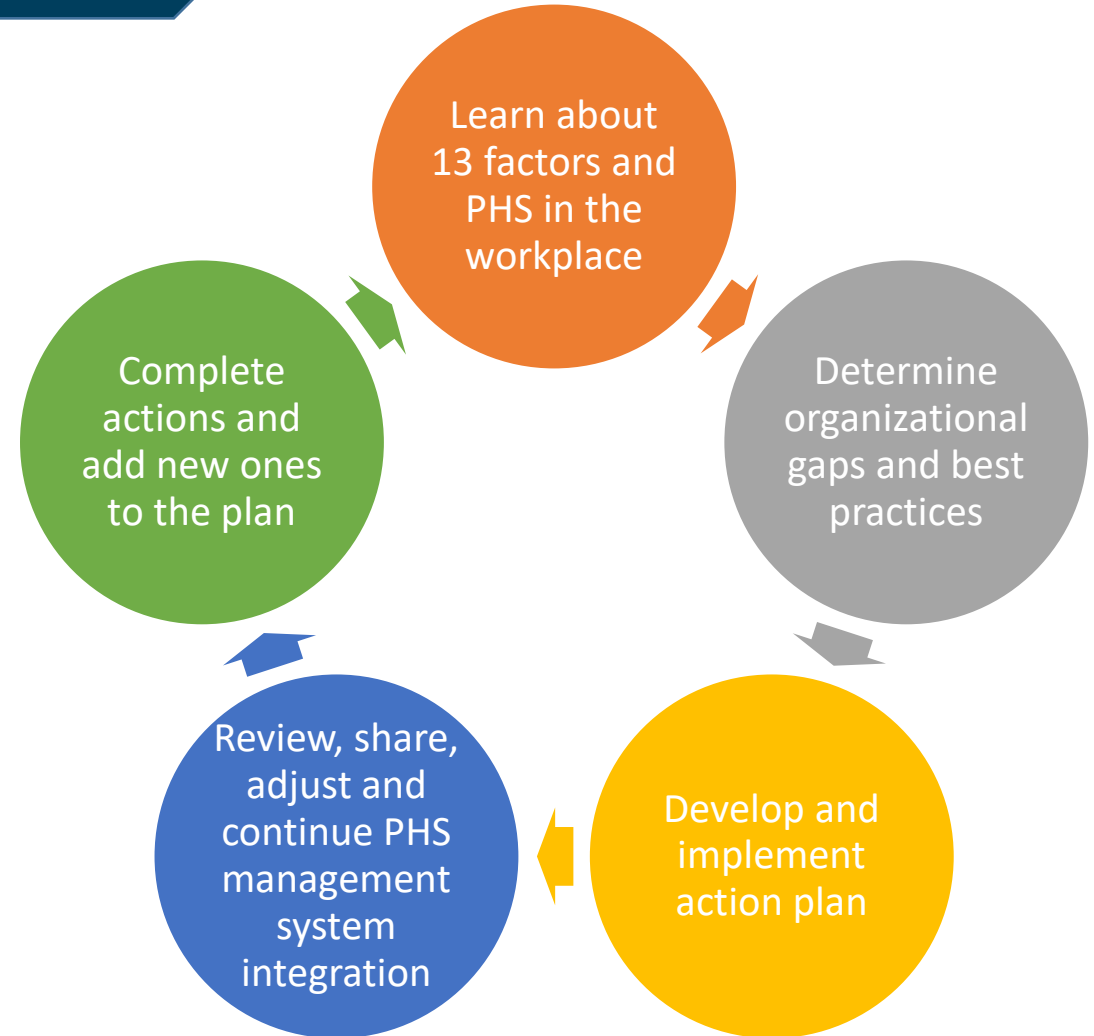 Learn about
13 factors and
PHS in the
workplace
Determine
organizational
gaps and best
practices
Develop and
implement
action plan
Review, share,
adjust and
continue PHS
management
system
integration
Complete
actions and
add new ones
to the plan